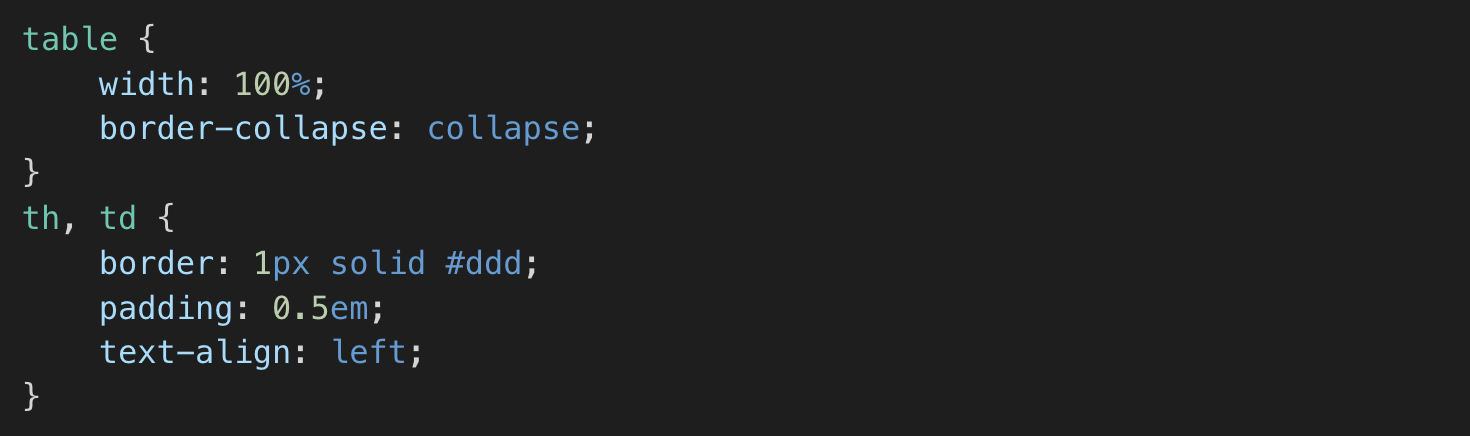 table {
    width: 100%;
    border-collapse: collapse;
}
th, td {
    border: 1px solid #ddd;
    padding: 0.5em;
    text-align: left;
}